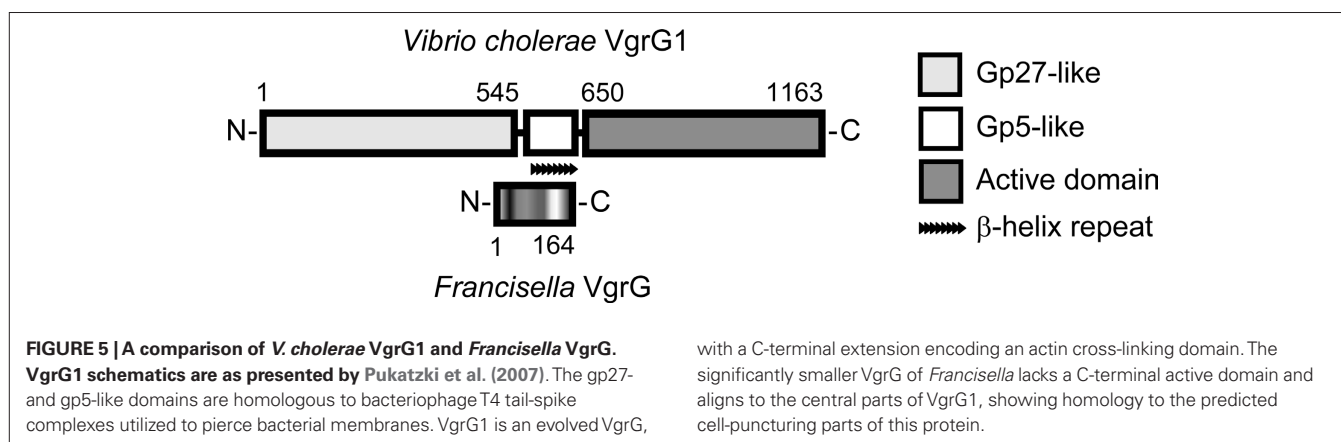 Vibrio cholerae VgrG1
1 545 650 1163
N- -C
N- -C
1 164
Francisella VgrG
Gp27-like
Gp5-like
Active domain
β-helix repeat
FIGURE 5 | A comparison of V. cholerae VgrG1 and Francisella VgrG.
VgrG1 schematics are as presented by Pukatzki et al. (2007). The gp27-
and gp5-like domains are homologous to bacteriophage T4 tail-spike
complexes utilized to pierce bacterial membranes. VgrG1 is an evolved VgrG,
with a C-terminal extension encoding an actin cross-linking domain. The
significantly smaller VgrG of Francisella lacks a C-terminal active domain and
aligns to the central parts of VgrG1, showing homology to the predicted
cell-puncturing parts of this protein.